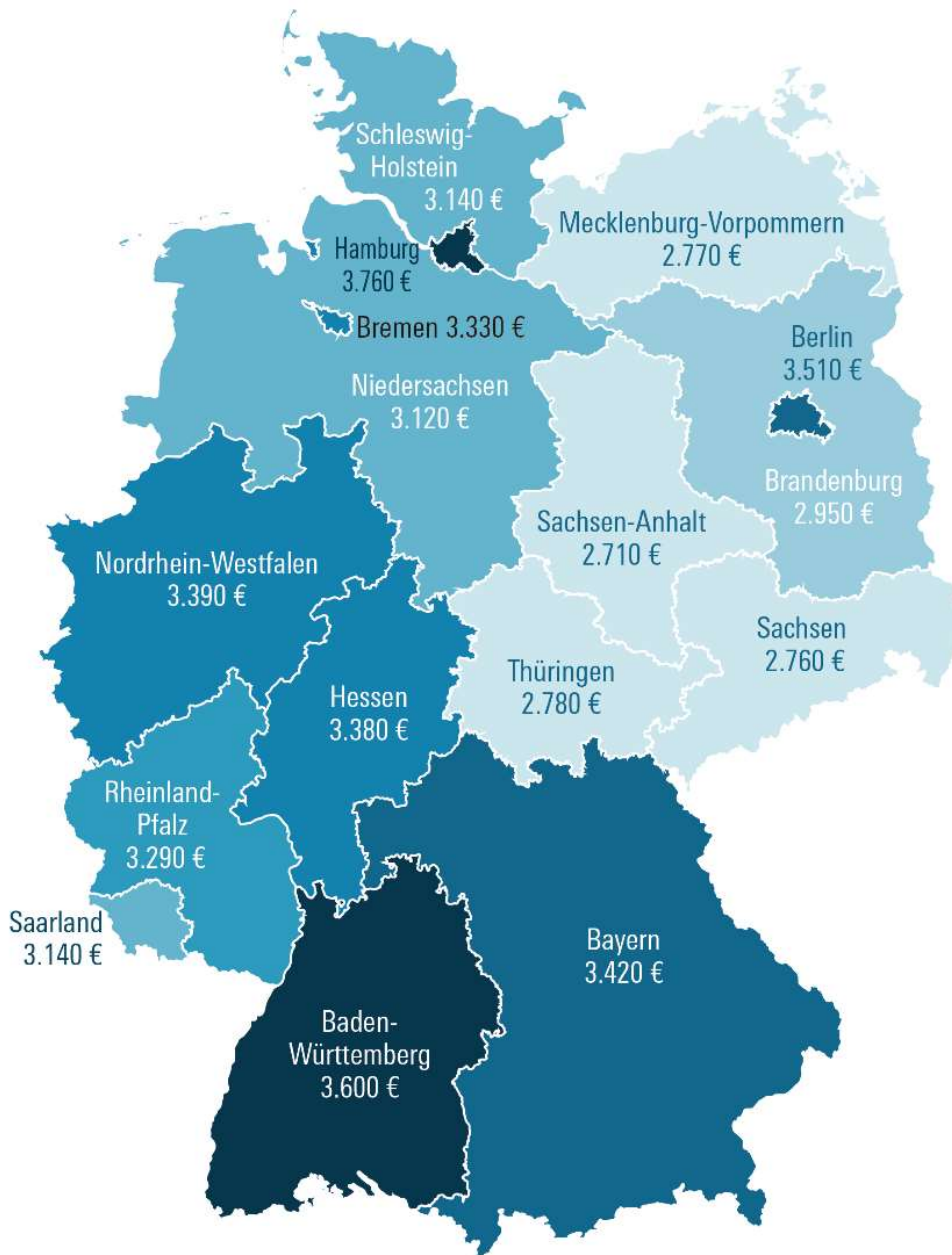 Schleswig-
Holstein
3.140 €
Mecklenburg-Vorpommern
2.770 €
Hamburg
3.760 €
Bremen 3.330 €
Berlin
3.510 €
Niedersachsen
3.120 €
Brandenburg
2.950 €
Sachsen-Anhalt
2.710 €
Nordrhein-Westfalen
3.390 €
Sachsen
2.760 €
Thüringen
2.780 €
Hessen
3.380 €
Rheinland-
Pfalz
3.290 €
Saarland
3.140 €
Bayern
3.420 €
Baden-
Württemberg
3.600 €